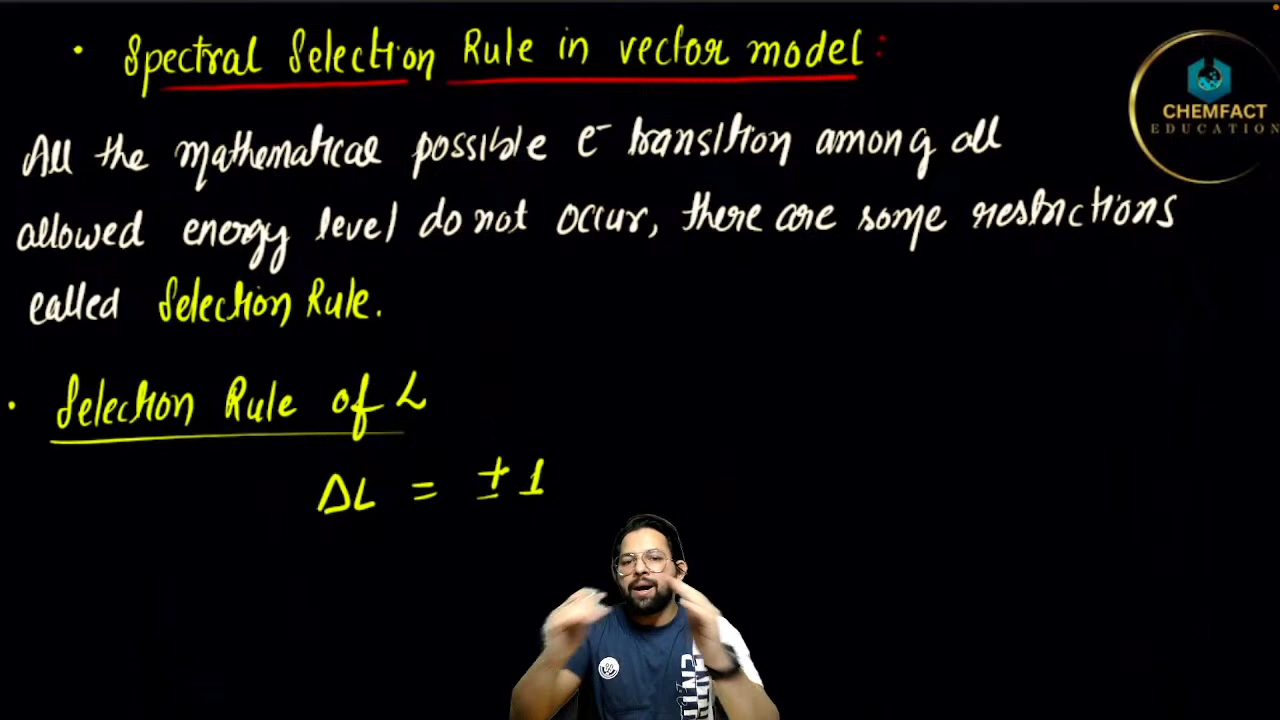 • Spectral Selection Rule in vector model :
CHEMFACT
EDUCATION
All the mathematical possible e⁻ transition among all
allowed energy level do not occur, there are some restrictions
called Selection Rule.
• Selection Rule of L
ΔL = ± 1